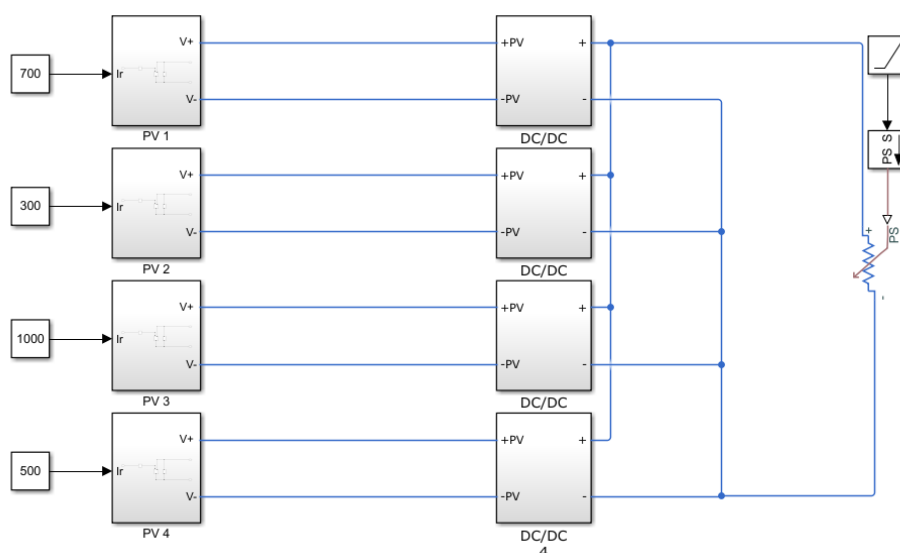 700
Ir
V+
V-
PV 1
+PV
-PV
+
-
DC/DC
PS S
300
Ir
V+
V-
PV 2
+PV
-PV
+
-
DC/DC
PS
+
-
1000
Ir
V+
V-
PV 3
+PV
-PV
+
-
DC/DC
500
Ir
V+
V-
PV 4
+PV
-PV
+
-
DC/DC
4